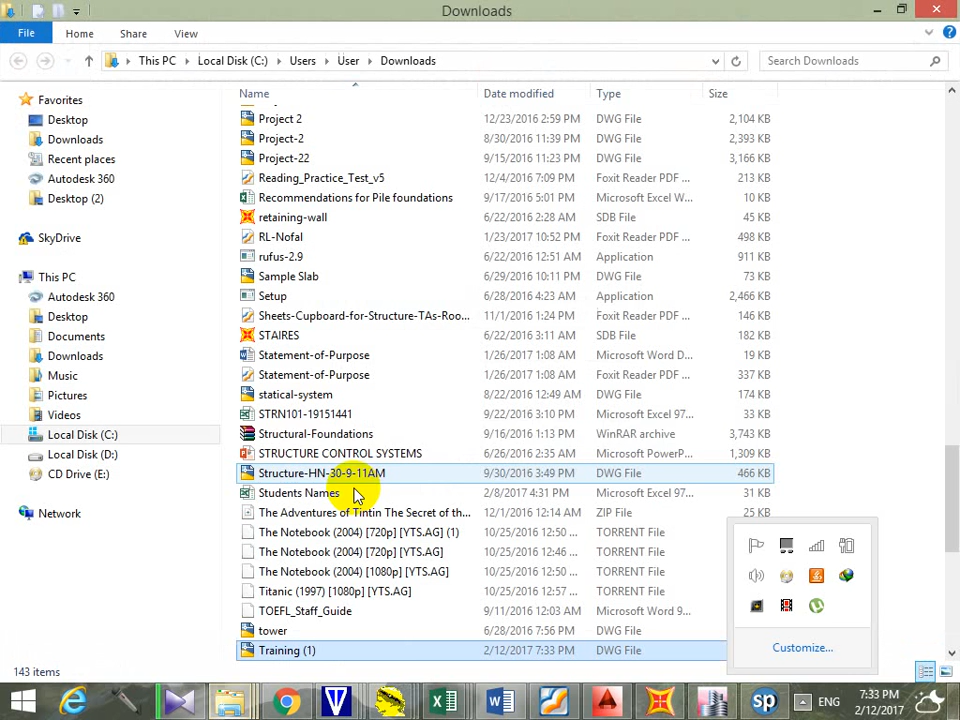 Downloads
File Home Share View
This PC Local Disk (C:) Users User Downloads
Search Downloads
Name Date modified Type Size
Favorites
Desktop
Downloads
Recent places
Autodesk 360
Desktop (2)
SkyDrive
This PC
Autodesk 360
Desktop
Documents
Downloads
Music
Pictures
Videos
Local Disk (C:)
Local Disk (D:)
CD Drive (E:)
Network
Project 2 12/23/2016 2:59 PM DWG File 2,104 KB
Project-2 8/30/2016 11:39 PM DWG File 2,393 KB
Project-22 9/15/2016 11:23 PM DWG File 3,166 KB
Reading_Practice_Test_v5 12/4/2016 7:09 PM Foxit Reader PDF ... 213 KB
Recommendations for Pile foundations 9/17/2016 5:01 PM Microsoft Excel W... 10 KB
retaining-wall 6/22/2016 2:28 AM SDB File 45 KB
RL-Nofal 1/23/2017 10:52 PM Foxit Reader PDF ... 498 KB
rufus-2.9 6/22/2016 12:51 AM Application 911 KB
Sample Slab 6/29/2016 10:11 PM DWG File 73 KB
Setup 6/28/2016 4:23 AM Application 2,466 KB
Sheets-Cupboard-for-Structure-TAs-Roo... 11/1/2016 1:24 PM Foxit Reader PDF ... 146 KB
STAIRES 6/22/2016 3:11 AM SDB File 182 KB
Statement-of-Purpose 1/26/2017 1:08 AM Microsoft Word D... 19 KB
Statement-of-Purpose 1/26/2017 1:08 AM Foxit Reader PDF ... 337 KB
statical-system 8/22/2016 12:49 AM DWG File 174 KB
STRN101-19151441 9/22/2016 3:10 PM Microsoft Excel 97... 33 KB
Structural-Foundations 9/16/2016 1:13 PM WinRAR archive 3,743 KB
STRUCTURE CONTROL SYSTEMS 6/26/2016 2:35 AM Microsoft PowerP... 1,309 KB
Structure-HN-30-9-11AM 9/30/2016 3:49 PM DWG File 466 KB
Students Names 2/8/2017 4:31 PM Microsoft Excel 97... 31 KB
The Adventures of Tintin The Secret of th... 12/1/2016 12:14 AM ZIP File 25 KB
The Notebook (2004) [720p] [YTS.AG] (1) 10/25/2016 12:50 ... TORRENT File
The Notebook (2004) [720p] [YTS.AG] 10/25/2016 12:46 ... TORRENT File
The Notebook (2004) [1080p] [YTS.AG] 10/25/2016 12:50 ... TORRENT File
Titanic (1997) [1080p] [YTS.AG] 10/25/2016 12:57 ... TORRENT File
TOEFL_Staff_Guide 9/11/2016 12:03 AM Microsoft Word 9...
tower 6/28/2016 7:56 PM DWG File
Training (1) 2/12/2017 7:33 PM DWG File
Customize...
143 items
ENG
7:33 PM
2/12/2017